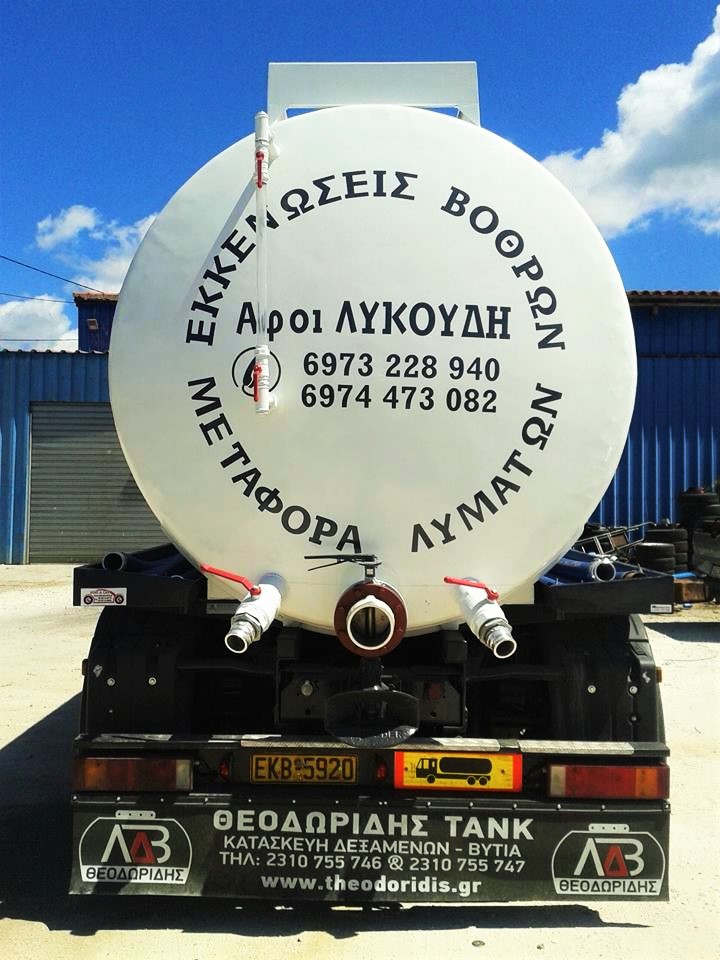 ΕΚΚΕΝΩΣΕΙΣ ΒΟΘΡΩΝ
Αφοι ΛΥΚΟΥΔΗ
6973 228 940
6974 473 082
ΜΕΤΑΦΟΡΑ ΛΥΜΑΤΩΝ
ΕΚΒ 5920
ΘΕΟΔΩΡΙΔΗΣ TANK
ΚΑΤΑΣΚΕΥΗ ΔΕΞΑΜΕΝΩΝ - ΒΥΤΙΑ
ΤΗΛ: 2310 755 746 & 2310 755 747
www.theodoridis.gr
ΛΔΒ
ΘΕΟΔΩΡΙΔΗΣ
ΛΔΒ
ΘΕΟΔΩΡΙΔΗΣ